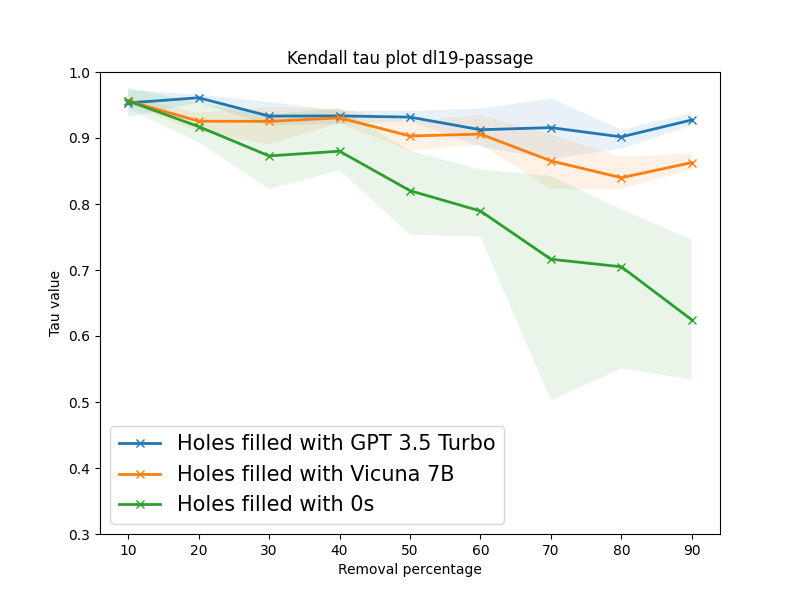 Kendall tau plot dl19-passage
1.0
0.9
0.8
0.7
0.6
0.5
0.4
0.3
Tau value
Holes filled with GPT 3.5 Turbo
Holes filled with Vicuna 7B
Holes filled with 0s
10 20 30 40 50 60 70 80 90
Removal percentage